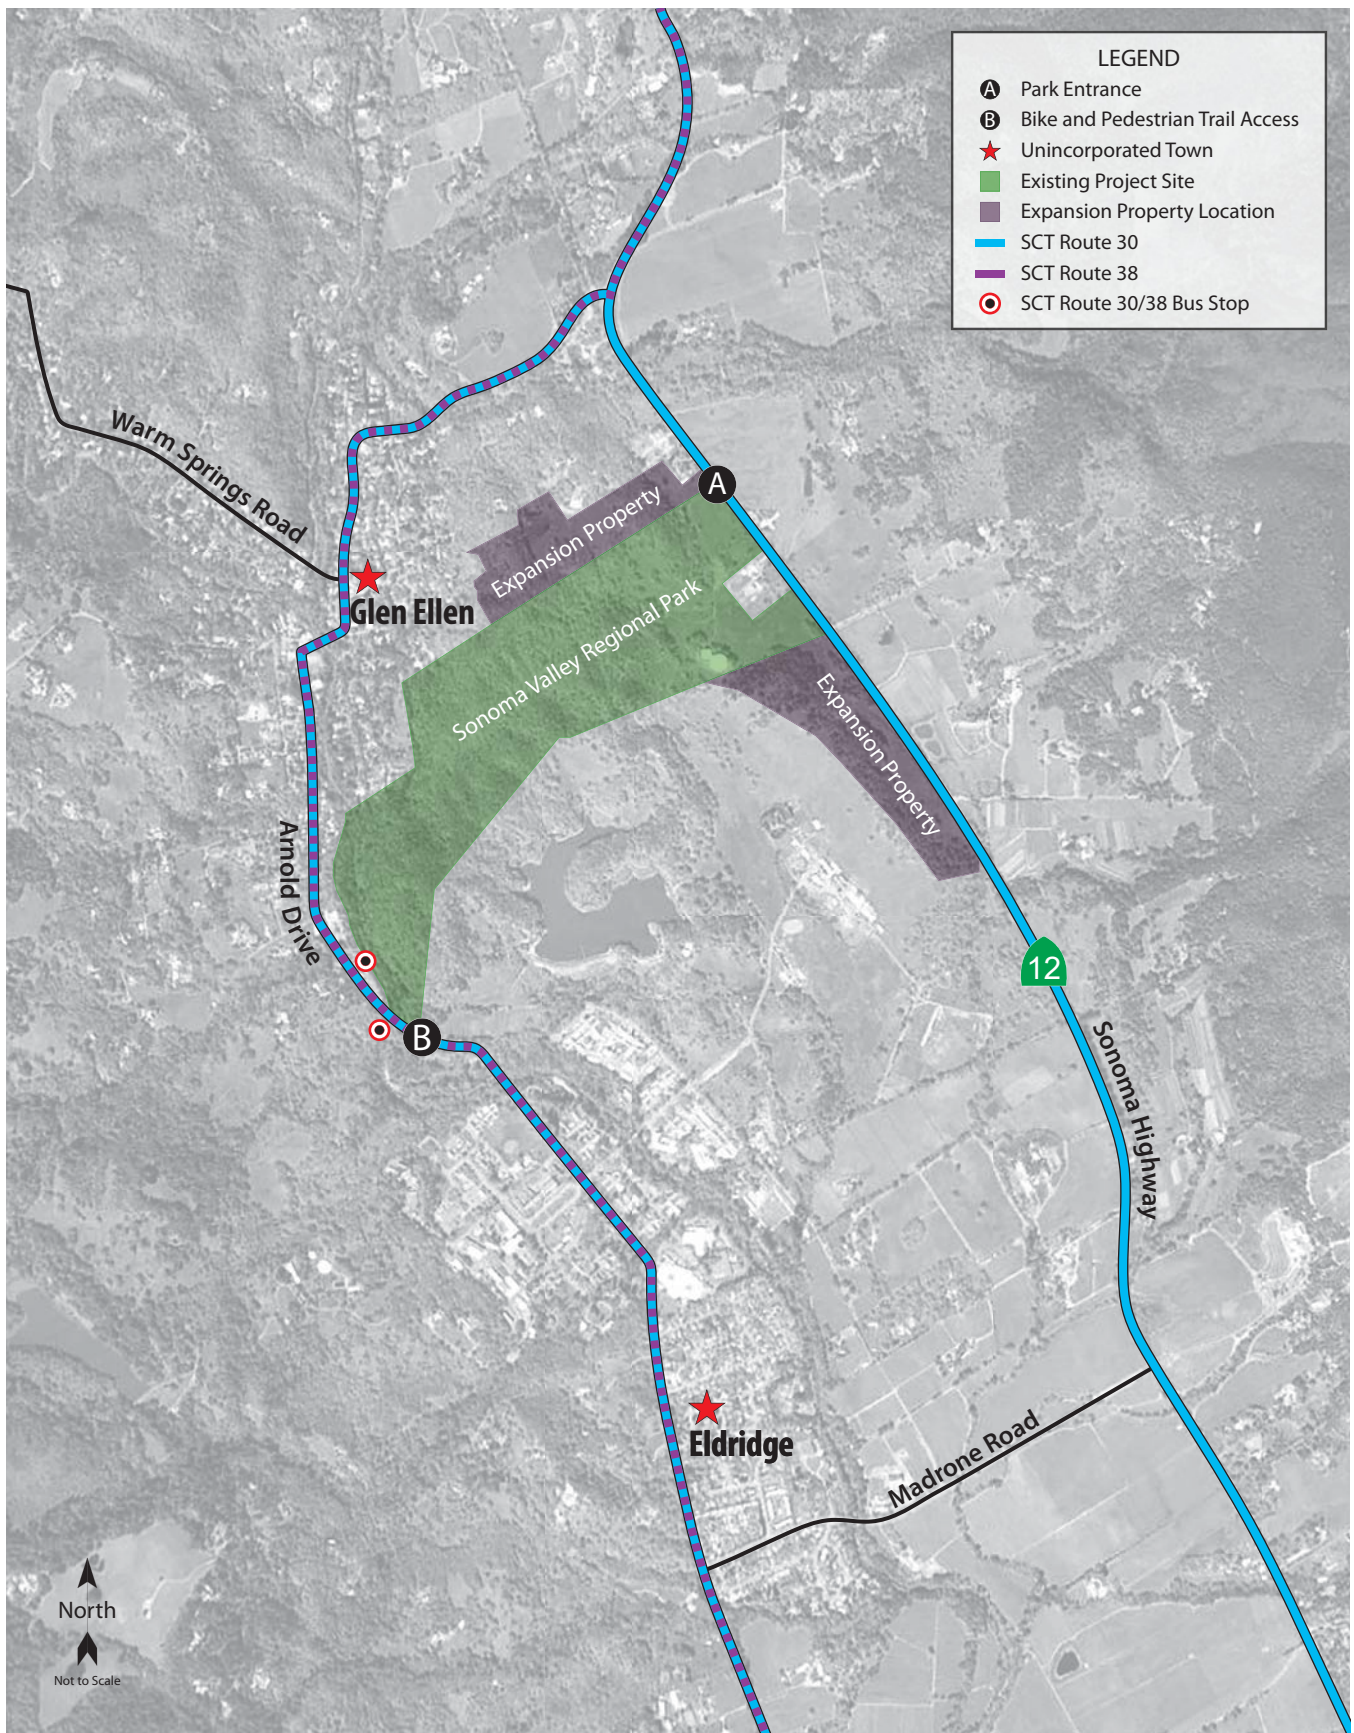 LEGEND
A Park Entrance
B Bike and Pedestrian Trail Access
Unincorporated Town
Existing Project Site
Expansion Property Location
SCT Route 30
SCT Route 38
SCT Route 30/38 Bus Stop
Warm Springs Road
A
Expansion Property
Glen Ellen
Sonoma Valley Regional Park
Expansion Property
Arnold Drive
12
B
Sonoma Highway
Eldridge
Madrone Road
North
Not to Scale